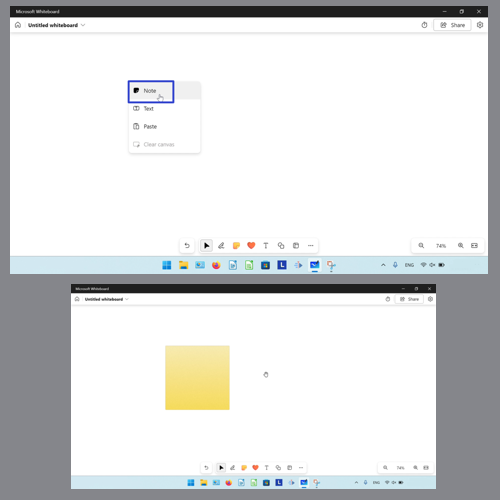 Microsoft Whiteboard
Untitled whiteboard
Share
Note
Text
Paste
Clear canvas
74%
L
ENG
Microsoft Whiteboard
Untitled whiteboard
Share
74%
L
ENG